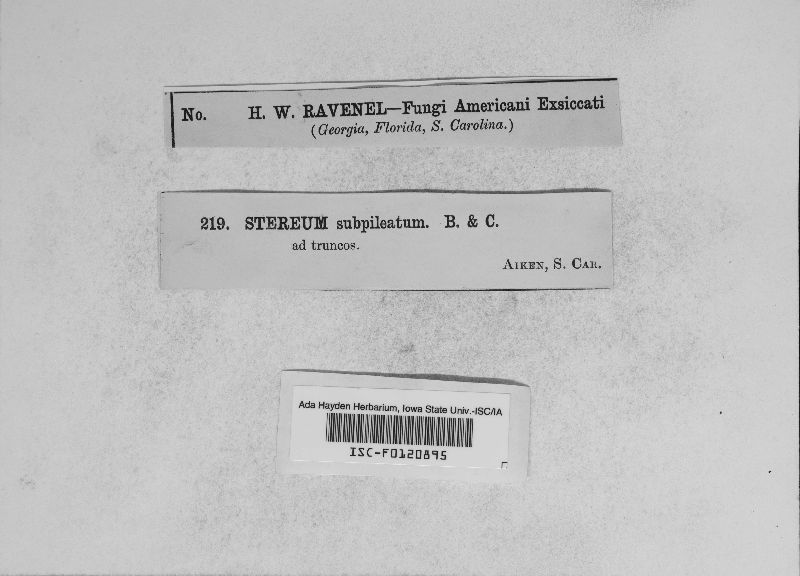 No. H. W. RAVENEL—Fungi Americani Exsiccati
(Georgia, Florida, S. Carolina.)
219. STEREUM subpileatum. B. & C.
ad truncos.
AIKEN, S. CAR.
Ada Hayden Herbarium, Iowa State Univ.-ISC/IA
ISC-F0120895